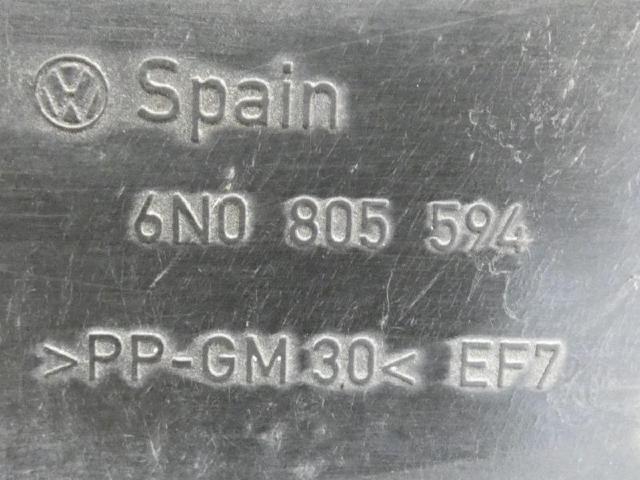 VW Spain
6N0 805 594
>PP-GM 30< EF7